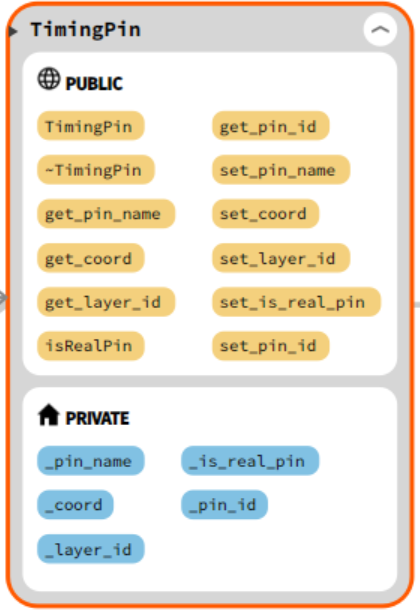 TimingPin
PUBLIC
TimingPin get_pin_id
~TimingPin set_pin_name
get_pin_name set_coord
get_coord set_layer_id
get_layer_id set_is_real_pin
isRealPin set_pin_id
PRIVATE
_pin_name _is_real_pin
_coord _pin_id
_layer_id